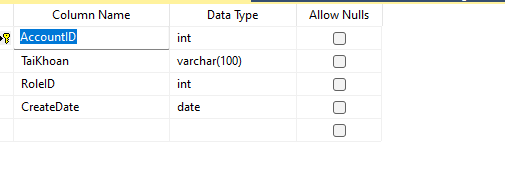 Column Name Data Type Allow Nulls
AccountID int
TaiKhoan varchar(100)
RoleID int
CreateDate date